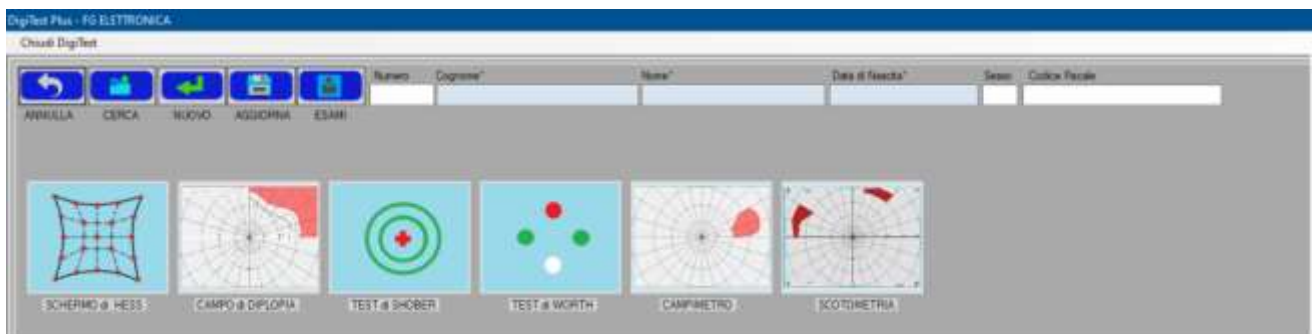 DigiTest Plus - FG ELETTRONICA
Chiudi DigiTest
Numero Cognome* Nome* Data di Nascita* Sesso Codice Fiscale
ANNULLA CERCA NUOVO AGGIORNA ESAMI
SCHERMO di HESS CAMPO di DIPLOPIA TEST di SHOBER TEST di WORTH CAMPIMETRO SCOTOMETRIA